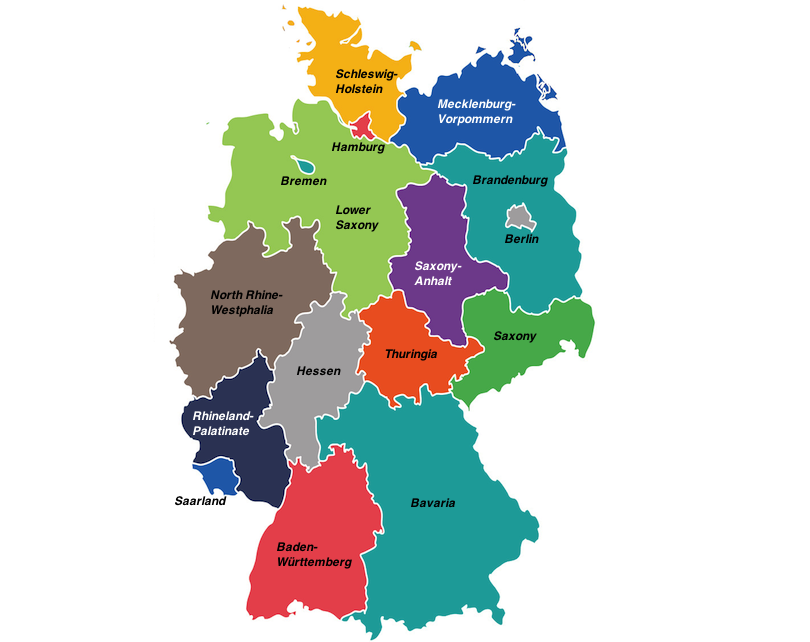 Schleswig-
Holstein
Mecklenburg-
Vorpommern
Hamburg
Brandenburg
Bremen
Lower
Saxony
Berlin
Saxony-
Anhalt
North Rhine-
Westphalia
Saxony
Thuringia
Hessen
Rhineland-
Palatinate
Saarland
Bavaria
Baden-
Württemberg